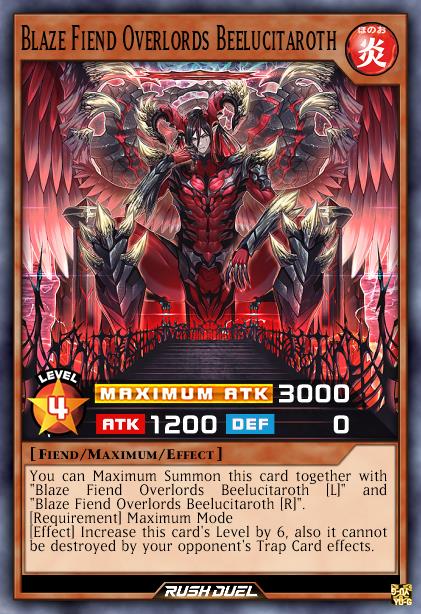 Blaze Fiend Overlords Beelucitaroth
ほのお
炎
LEVEL
4
MAXIMUM ATK 3000
ATK 1200 DEF 0
[Fiend/Maximum/Effect]
You can Maximum Summon this card together with
"Blaze Fiend Overlords Beelucitaroth [L]" and
"Blaze Fiend Overlords Beelucitaroth [R]".
[Requirement] Maximum Mode
[Effect] Increase this card's Level by 6, also it cannot
be destroyed by your opponent's Trap Card effects.
RUSH DUEL